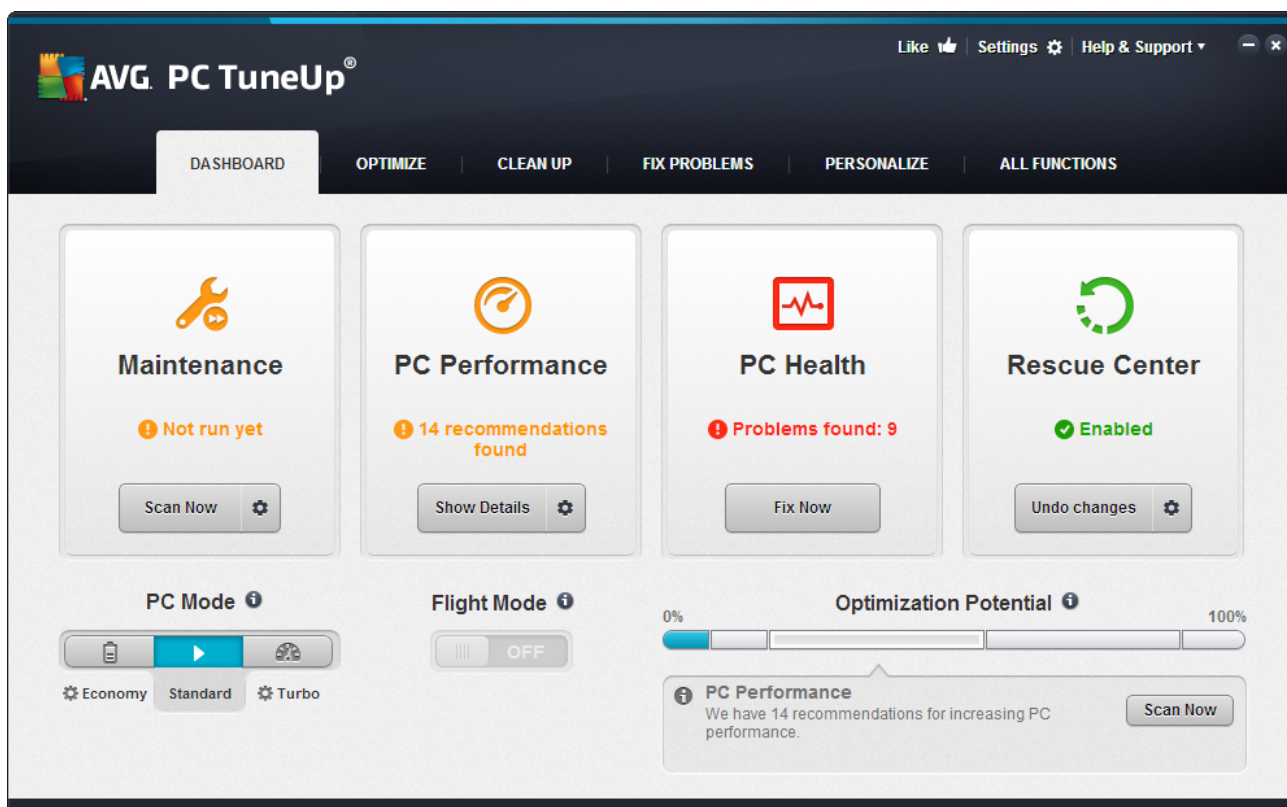 Like Settings Help & Support
AVG. PC TuneUp®
DASHBOARD OPTIMIZE CLEAN UP FIX PROBLEMS PERSONALIZE ALL FUNCTIONS
Maintenance
Not run yet
Scan Now
PC Performance
14 recommendations
found
Show Details
PC Health
Problems found: 9
Fix Now
Rescue Center
Enabled
Undo changes
PC Mode
Economy Standard Turbo
Flight Mode
OFF
Optimization Potential
0% 100%
PC Performance
We have 14 recommendations for increasing PC
performance.
Scan Now